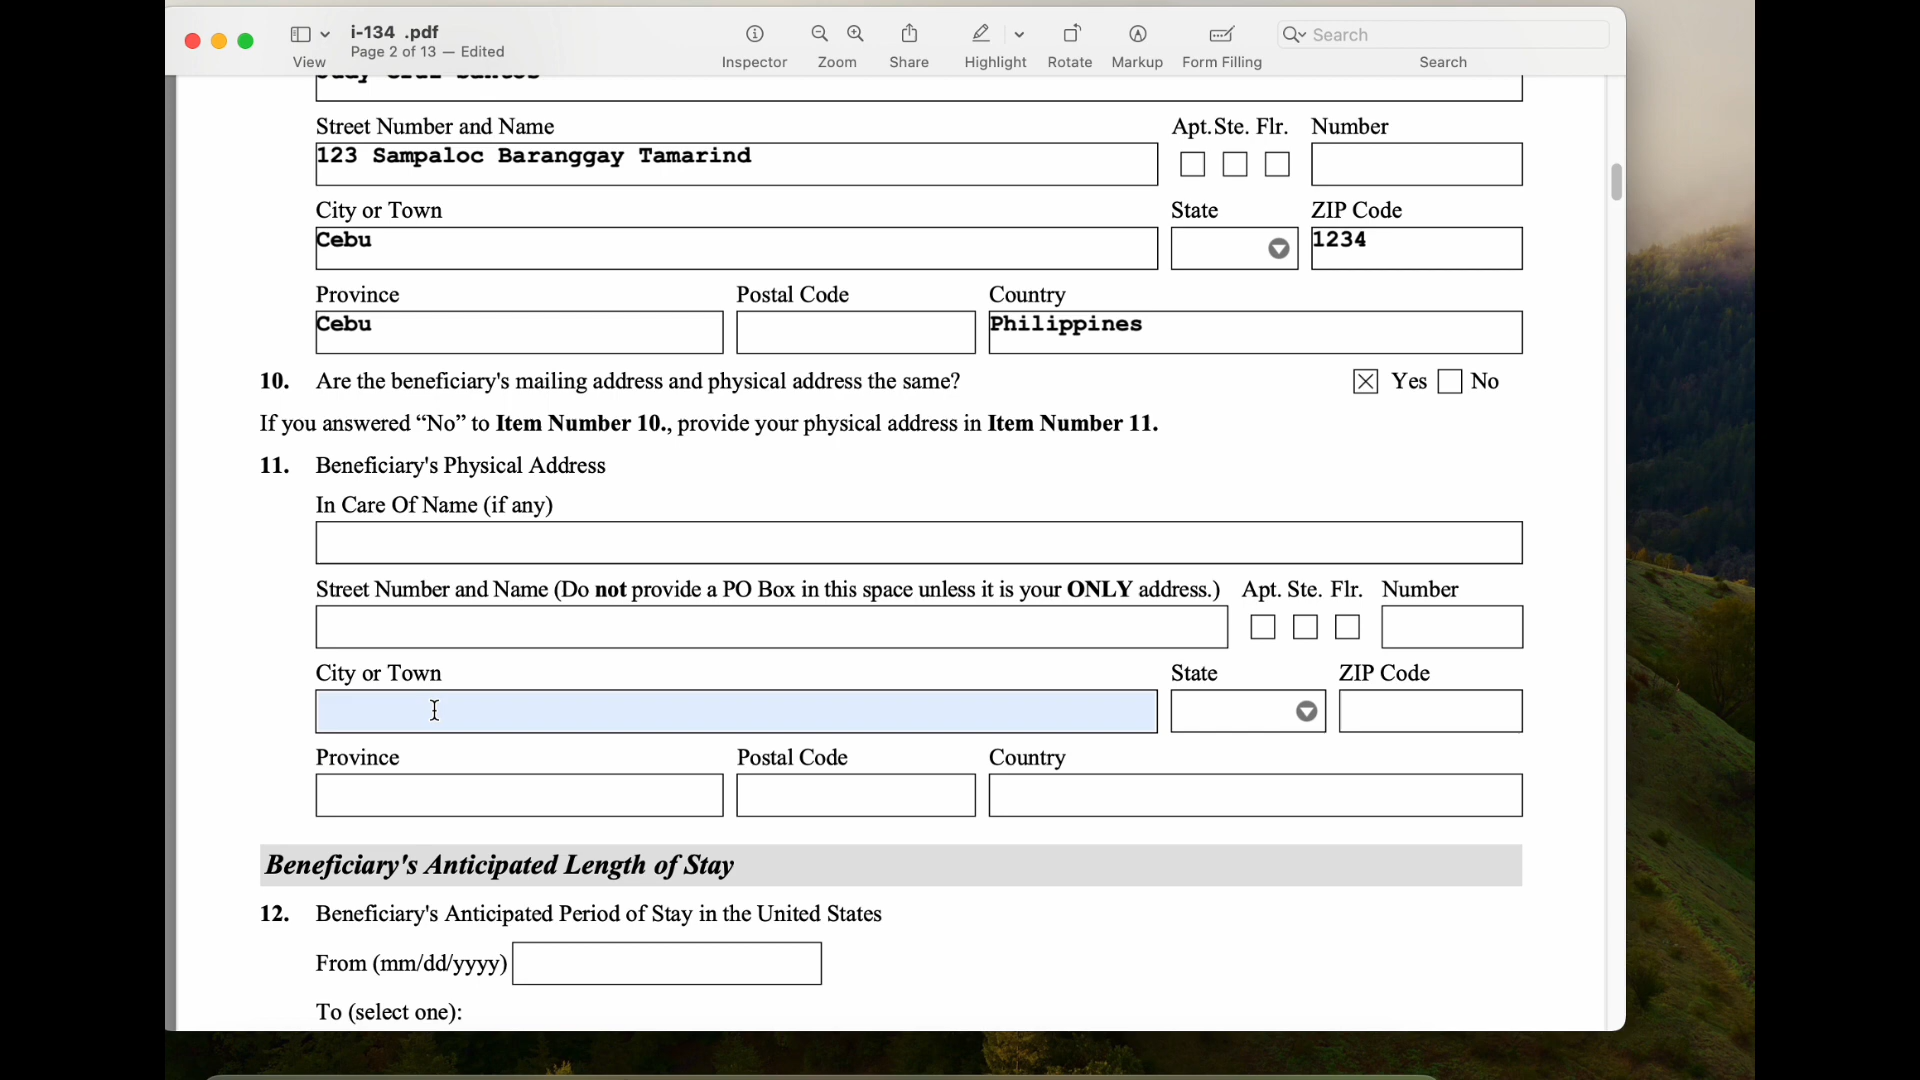 i-134 .pdf
Page 2 of 13 — Edited
View
Inspector
Zoom
Share
Highlight
Rotate
Markup
Form Filling
Search
Search
Street Number and Name
Apt. Ste. Flr.
Number
123 Sampaloc Baranggay Tamarind
City or Town
State
ZIP Code
Cebu
1234
Province
Postal Code
Country
Cebu
Philippines
10. Are the beneficiary's mailing address and physical address the same?
Yes
No
If you answered “No” to Item Number 10., provide your physical address in Item Number 11.
11. Beneficiary's Physical Address
In Care Of Name (if any)
Street Number and Name (Do not provide a PO Box in this space unless it is your ONLY address.)
Apt. Ste. Flr.
Number
City or Town
State
ZIP Code
Province
Postal Code
Country
Beneficiary's Anticipated Length of Stay
12. Beneficiary's Anticipated Period of Stay in the United States
From (mm/dd/yyyy)
To (select one):